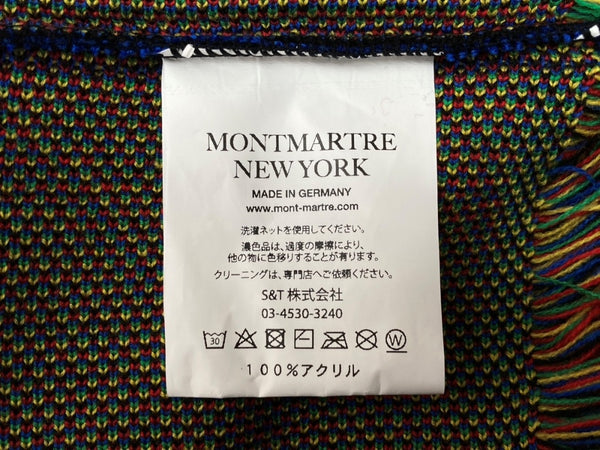 MONTMARTRE
NEW YORK
MADE IN GERMANY
www.mont-martre.com
洗濯ネットを使用してください。
濃色品は、過度の摩擦により、
他の物に色移りすることが有ります。
クリーニングは、専門店へご依頼ください。
S&T 株式会社
03-4530-3240
30 W
100%アクリル